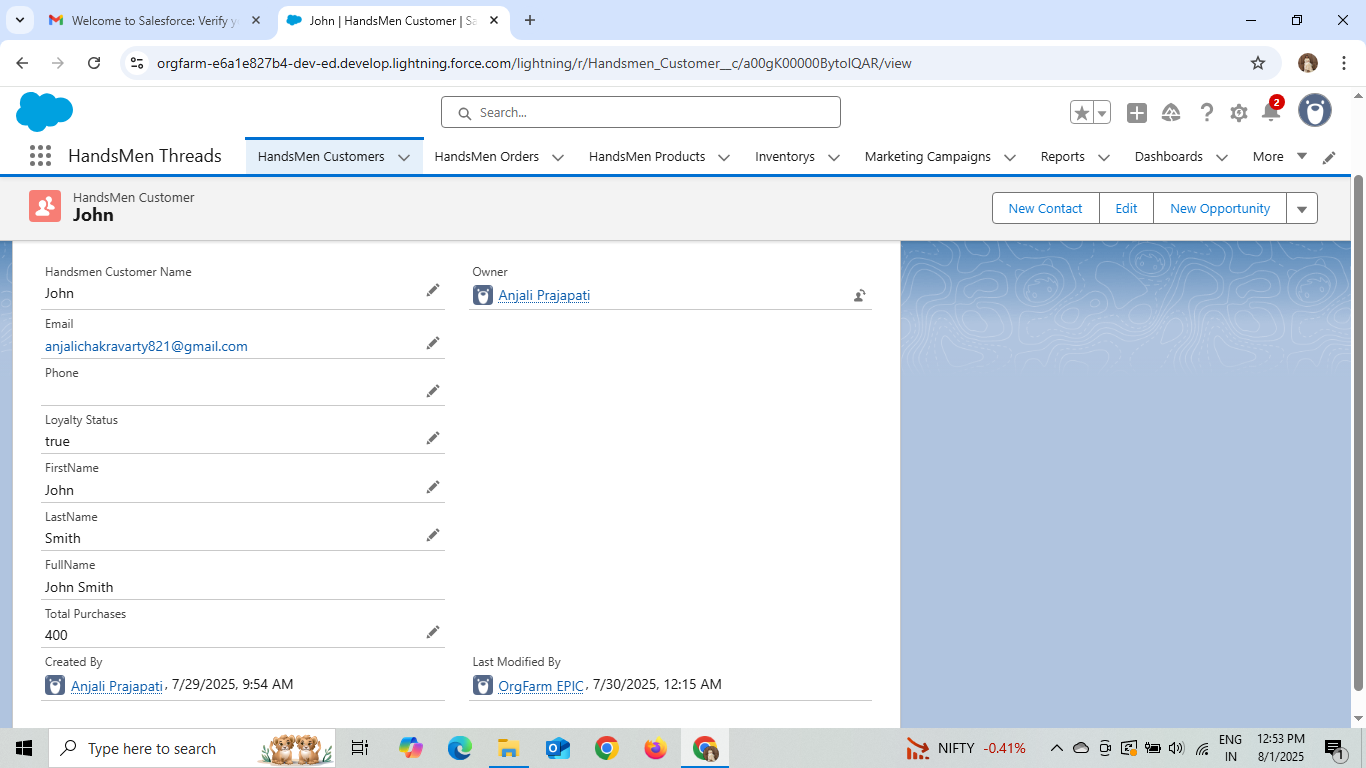 Welcome to Salesforce: Verify y
John | HandsMen Customer | Sa
orgfarm-e6a1e827b4-dev-ed.develop.lightning.force.com/lightning/r/Handsmen_Customer__c/a00gK00000BytoIQAR/view
Search...
2
HandsMen Threads
HandsMen Customers
HandsMen Orders
HandsMen Products
Inventorys
Marketing Campaigns
Reports
Dashboards
More
HandsMen Customer
John
New Contact
Edit
New Opportunity
Handsmen Customer Name
John
Owner
Anjali Prajapati
Email
anjalichakravarty821@gmail.com
Phone
Loyalty Status
true
FirstName
John
LastName
Smith
FullName
John Smith
Total Purchases
400
Created By
Anjali Prajapati, 7/29/2025, 9:54 AM
Last Modified By
OrgFarm EPIC, 7/30/2025, 12:15 AM
Type here to search
NIFTY -0.41%
ENG
IN
12:53 PM
8/1/2025
1